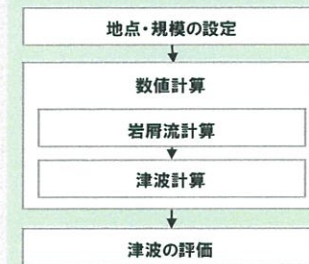 地点・規模の設定
数値計算
岩屑流計算
津波計算
津波の評価